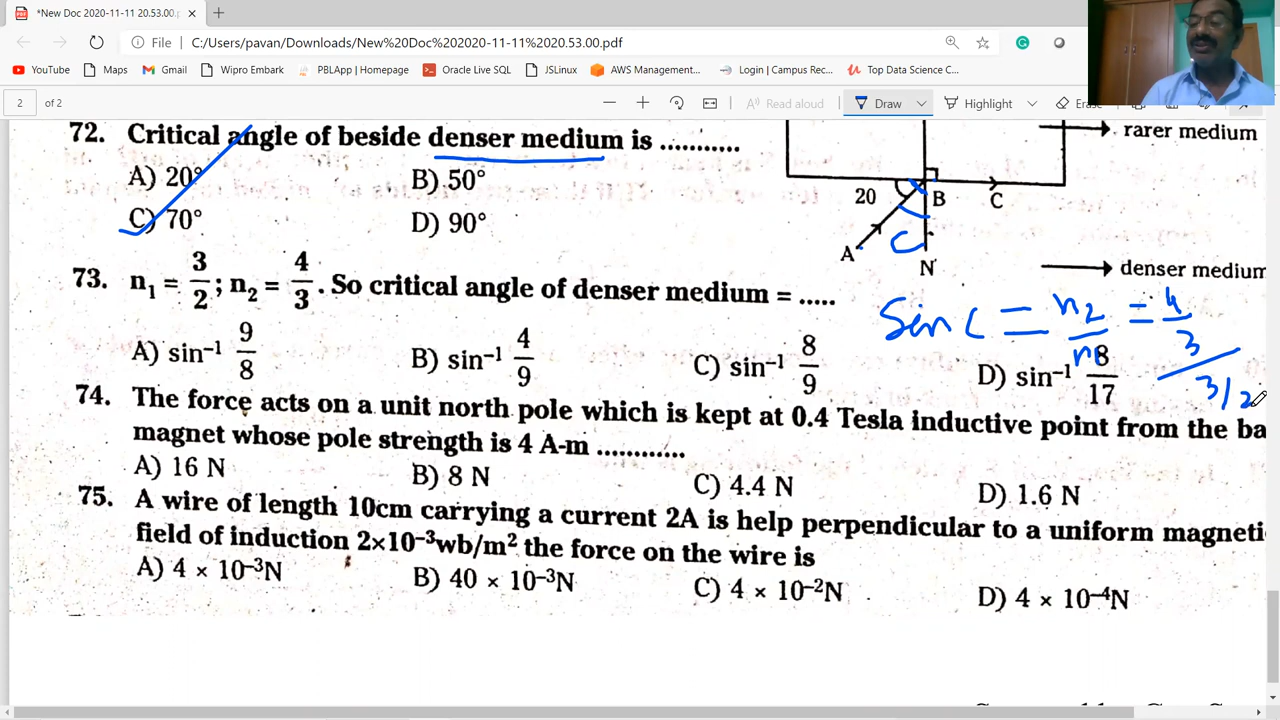 *New Doc 2020-11-11 20.53.00.p
File C:/Users/pavan/Downloads/New%20Doc%202020-11-11%2020.53.00.pdf
YouTube Maps Gmail Wipro Embark PBLApp | Homepage Oracle Live SQL JSLinux AWS Management... Login | Campus Rec... Top Data Science C...
2 of 2 Read aloud Draw Highlight Erase
72. Critical angle of beside denser medium is ...........
A) 20° B) 50°
C) 70° D) 90°
rarer medium
20 B C
A C
N
denser medium
73. n₁ = 3/2 ; n₂ = 4/3 . So critical angle of denser medium = .....
Sin C = n2/n1 = 4/3 / 3/2
A) sin⁻¹ 9/8 B) sin⁻¹ 4/9 C) sin⁻¹ 8/9 D) sin⁻¹ 8/17
74. The force acts on a unit north pole which is kept at 0.4 Tesla inductive point from the ba
magnet whose pole strength is 4 A-m ............
A) 16 N B) 8 N C) 4.4 N D) 1.6 N
75. A wire of length 10cm carrying a current 2A is help perpendicular to a uniform magneti
field of induction 2×10⁻³wb/m² the force on the wire is
A) 4 × 10⁻³N B) 40 × 10⁻³N C) 4 × 10⁻²N D) 4 × 10⁻⁴N